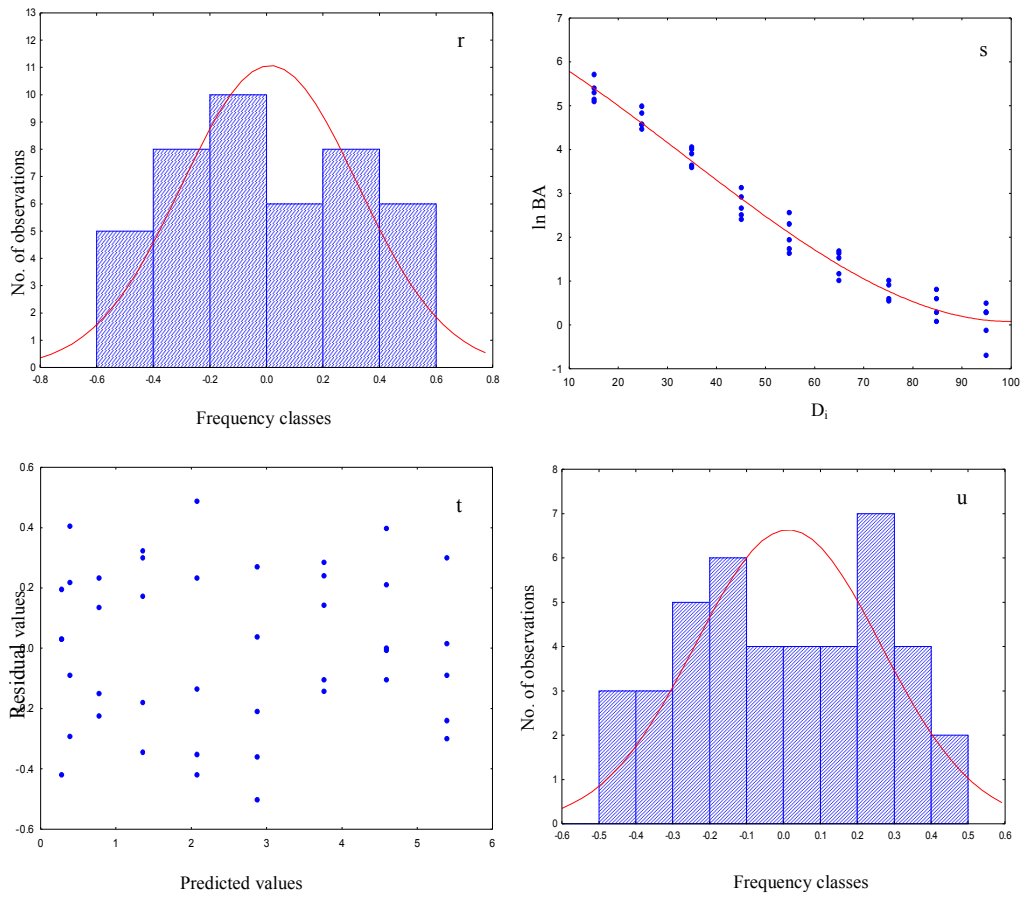 r
13
12
11
10
9
8
7
6
5
4
3
2
1
0
No. of observations
-0.8 -0.6 -0.4 -0.2 0.0 0.2 0.4 0.6 0.8
Frequency classes
s
7
6
5
4
3
2
1
0
-1
ln BA
10 20 30 40 50 60 70 80 90 100
Di
t
0.6
0.4
0.2
0.0
-0.2
-0.4
-0.6
Residual values
0 1 2 3 4 5 6
Predicted values
u
8
7
6
5
4
3
2
1
0
No. of observations
-0.6 -0.5 -0.4 -0.3 -0.2 -0.1 0.0 0.1 0.2 0.3 0.4 0.5 0.6
Frequency classes